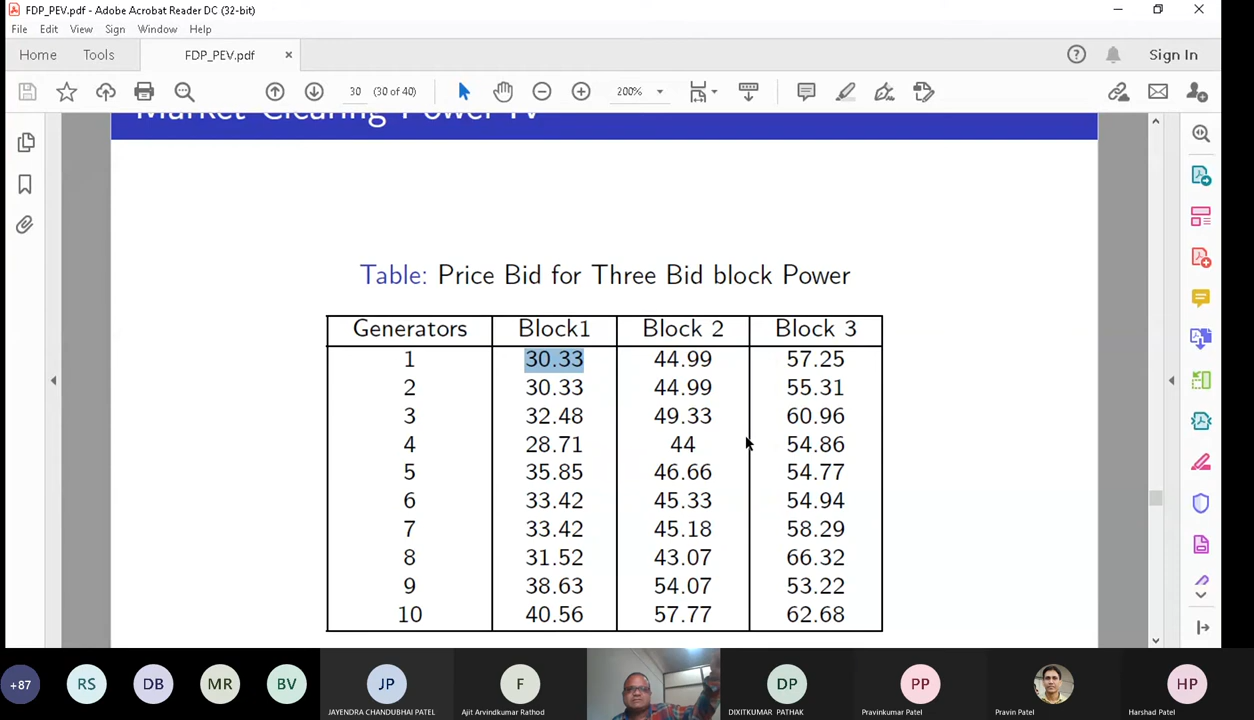 FDP_PEV.pdf - Adobe Acrobat Reader DC (32-bit)
File Edit View Sign Window Help
Home Tools FDP_PEV.pdf × Sign In
30 (30 of 40) 200%
Market Clearing Power IV
Table: Price Bid for Three Bid block Power
Generators Block1 Block 2 Block 3
1 30.33 44.99 57.25
2 30.33 44.99 55.31
3 32.48 49.33 60.96
4 28.71 44 54.86
5 35.85 46.66 54.77
6 33.42 45.33 54.94
7 33.42 45.18 58.29
8 31.52 43.07 66.32
9 38.63 54.07 53.22
10 40.56 57.77 62.68
+87 RS DB MR BV JP F DP PP HP
JAYENDRA CHANDUBHAI PATEL Ajit Arvindkumar Rathod DIXITKUMAR PATHAK Pravinkumar Patel Pravin Patel Harshad Patel